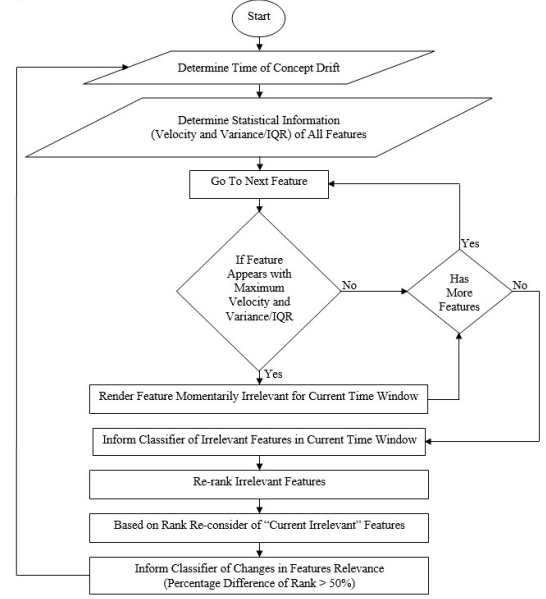 Start
Determine Time of Concept Drift
Determine Statistical Information
(Velocity and Variance/IQR) of All Features
Go To Next Feature
If Feature
Appears with
Maximum
Velocity and
Variance/IQR
No
Yes
Has
More
Features
Yes
No
Render Feature Momentarily Irrelevant for Current Time Window
Inform Classifier of Irrelevant Features in Current Time Window
Re-rank Irrelevant Features
Based on Rank Re-consider of “Current Irrelevant” Features
Inform Classifier of Changes in Features Relevance
(Percentage Difference of Rank > 50%)